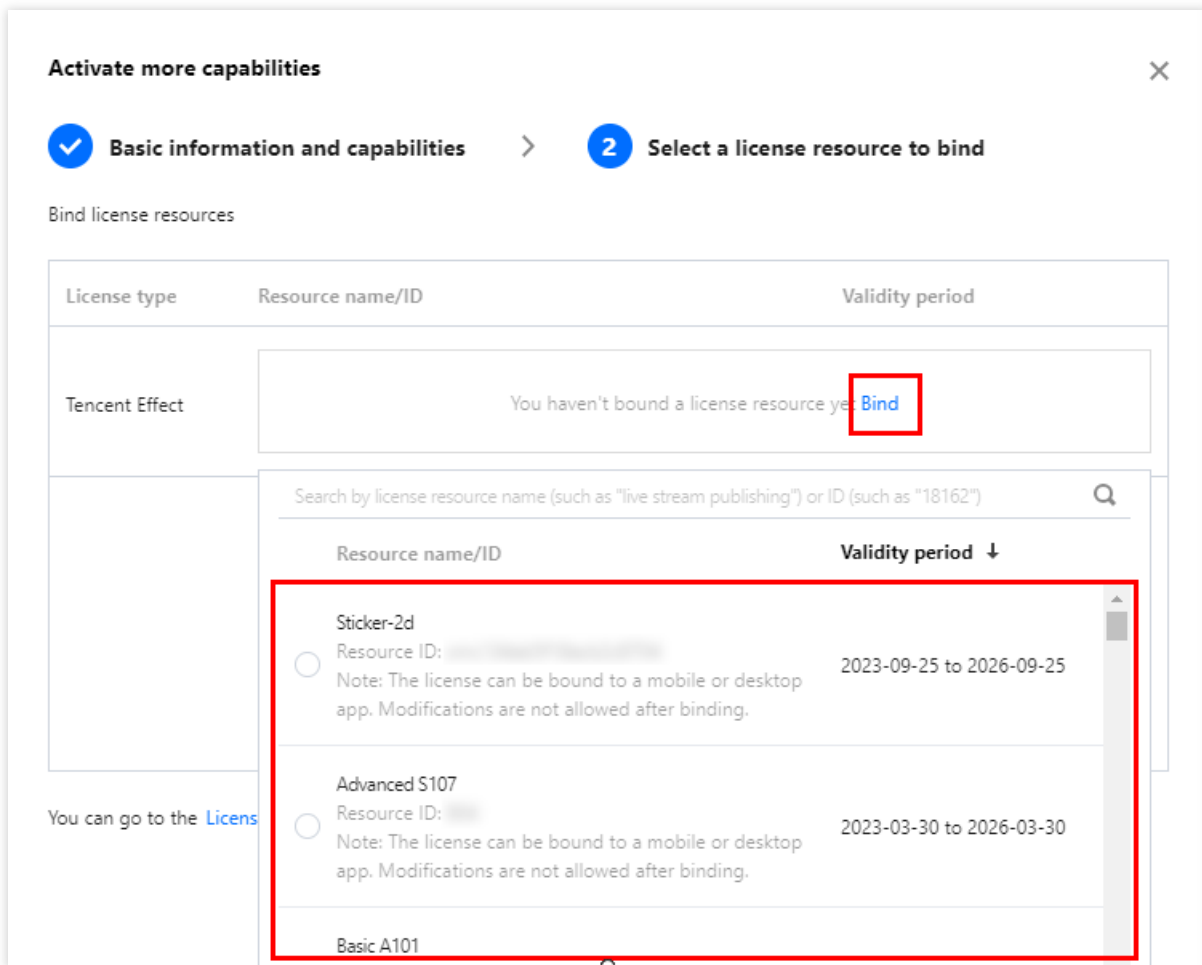 Activate more capabilities
Basic information and capabilities
2 Select a license resource to bind
Bind license resources
License type Resource name/ID Validity period
Tencent Effect
You haven't bound a license resource Bind
Search by license resource name (such as "live stream publishing") or ID (such as "18162")
Resource name/ID Validity period
Sticker-2d
Resource ID:
Note: The license can be bound to a mobile or desktop
app. Modifications are not allowed after binding.
2023-09-25 to 2026-09-25
Advanced S107
Resource ID:
Note: The license can be bound to a mobile or desktop
app. Modifications are not allowed after binding.
2023-03-30 to 2026-03-30
You can go to the Licens
Basic A101